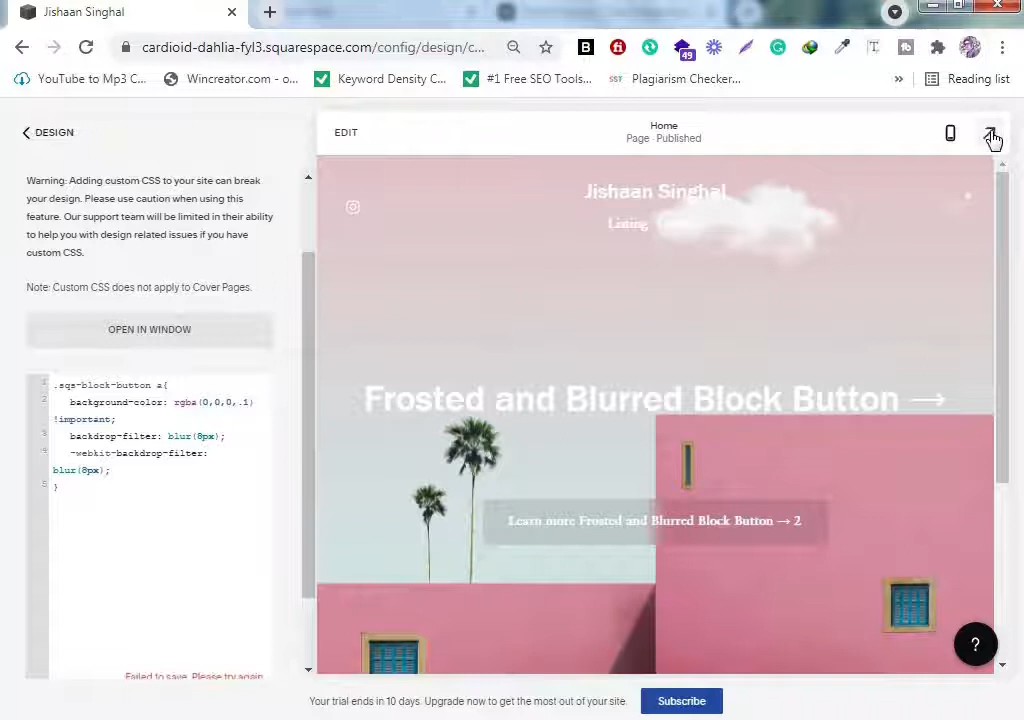 Jishaan Singhal
cardioid-dahlia-fyl3.squarespace.com/config/design/c...
49
YouTube to Mp3 C...
Wincreator.com - o...
Keyword Density C...
#1 Free SEO Tools...
SST
Plagiarism Checker...
»
Reading list
DESIGN
EDIT
Home
Page · Published
Warning: Adding custom CSS to your site can break
your design. Please use caution when using this
feature. Our support team will be limited in their ability
to help you with design related issues if you have
custom CSS.
Note: Custom CSS does not apply to Cover Pages.
OPEN IN WINDOW
.sqs-block-button a{
background-color: rgba(0,0,0,.1)
!important;
backdrop-filter: blur(8px);
-webkit-backdrop-filter:
blur(8px);
}
Failed to save. Please try again.
Jishaan Singhal
Listing
Frosted and Blurred Block Button →
Learn more Frosted and Blurred Block Button → 2
?
Your trial ends in 10 days. Upgrade now to get the most out of your site.
Subscribe